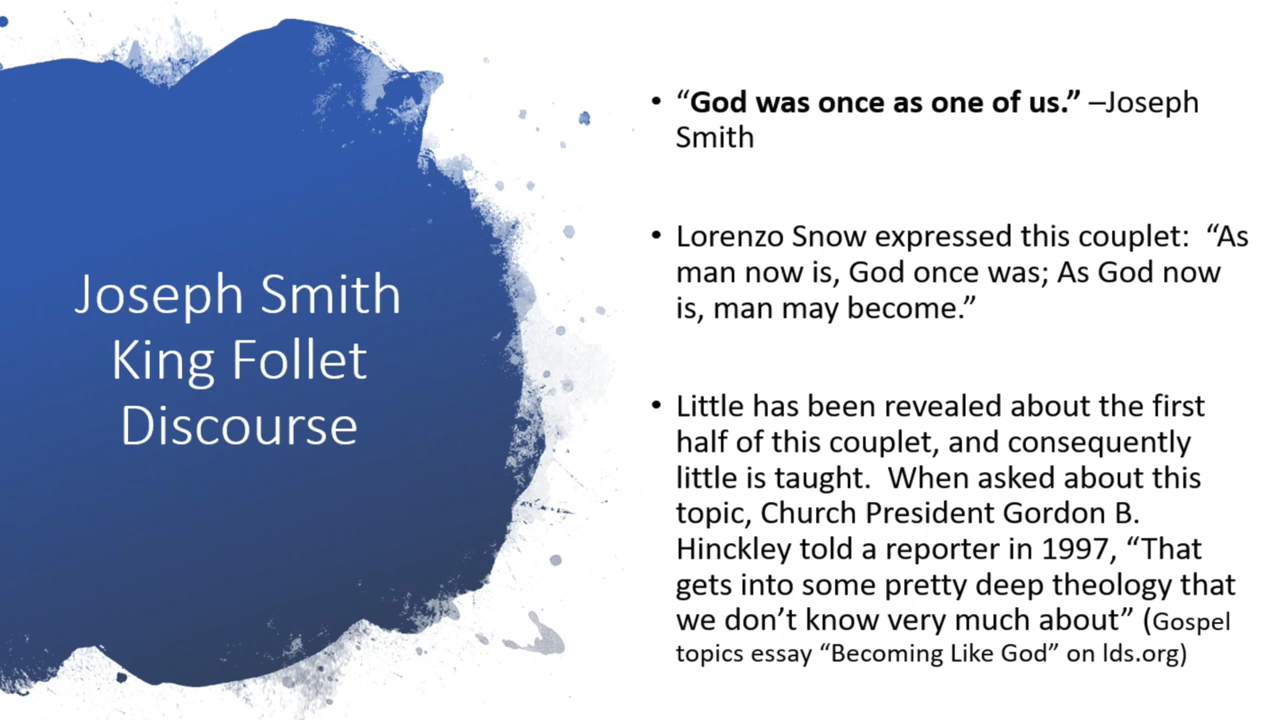 Joseph Smith
King Follet
Discourse
• “God was once as one of us.” –Joseph
Smith
• Lorenzo Snow expressed this couplet:  “As
man now is, God once was; As God now
is, man may become.”
• Little has been revealed about the first
half of this couplet, and consequently
little is taught.  When asked about this
topic, Church President Gordon B.
Hinckley told a reporter in 1997, “That
gets into some pretty deep theology that
we don’t know very much about” (Gospel
topics essay “Becoming Like God” on lds.org)